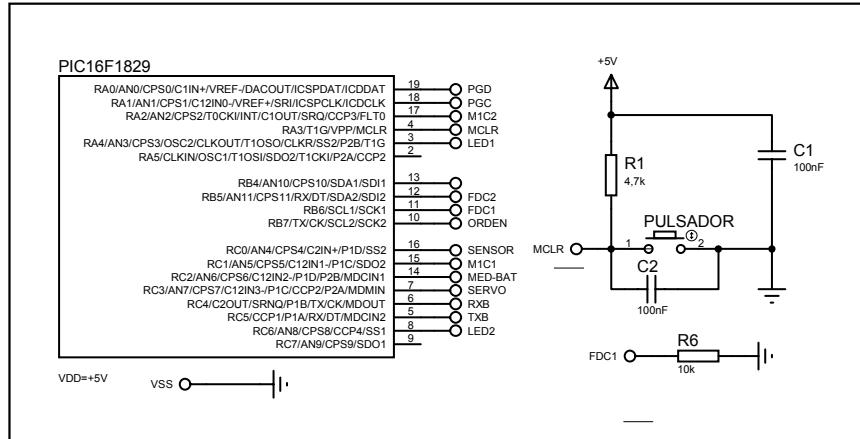 PIC16F1829
RA0/AN0/CPS0/C1IN+/VREF-/DACOUT/ICSPDAT/ICDDAT 19 PGD
RA1/AN1/CPS1/C12IN0-/VREF+/SRI/ICSPCLK/ICDCLK 18 PGC
RA2/AN2/CPS2/T0CKI/INT/C1OUT/SRQ/CCP3/FLT0 17 M1C2
RA3/T1G/VPP/MCLR 4 MCLR
RA4/AN3/CPS3/OSC2/CLKOUT/T1OSO/CLKR/SS2/P2B/T1G 3 LED1
RA5/CLKIN/OSC1/T1OSI/SDO2/T1CKI/P2A/CCP2 2
RB4/AN10/CPS10/SDA1/SDI1 13
RB5/AN11/CPS11/RX/DT/SDA2/SDI2 12 FDC2
RB6/SCL1/SCK1 11 FDC1
RB7/TX/CK/SCL2/SCK2 10 ORDEN
RC0/AN4/CPS4/C2IN+/P1D/SS2 16 SENSOR
RC1/AN5/CPS5/C12IN1-/P1C/SDO2 15 M1C1
RC2/AN6/CPS6/C12IN2-/P1D/P2B/MDCIN1 14 MED-BAT
RC3/AN7/CPS7/C12IN3-/P1C/CCP2/P2A/MDMIN 7 SERVO
RC4/C2OUT/SRNQ/P1B/TX/CK/MDOUT 6 RXB
RC5/CCP1/P1A/RX/DT/MDCIN2 5 TXB
RC6/AN8/CPS8/CCP4/SS1 8 LED2
RC7/AN9/CPS9/SDO1 9
VDD=+5V
VSS
+5V
R1
4,7k
C1
100nF
PULSADOR
MCLR
1 2
C2
100nF
R6
FDC1
10k